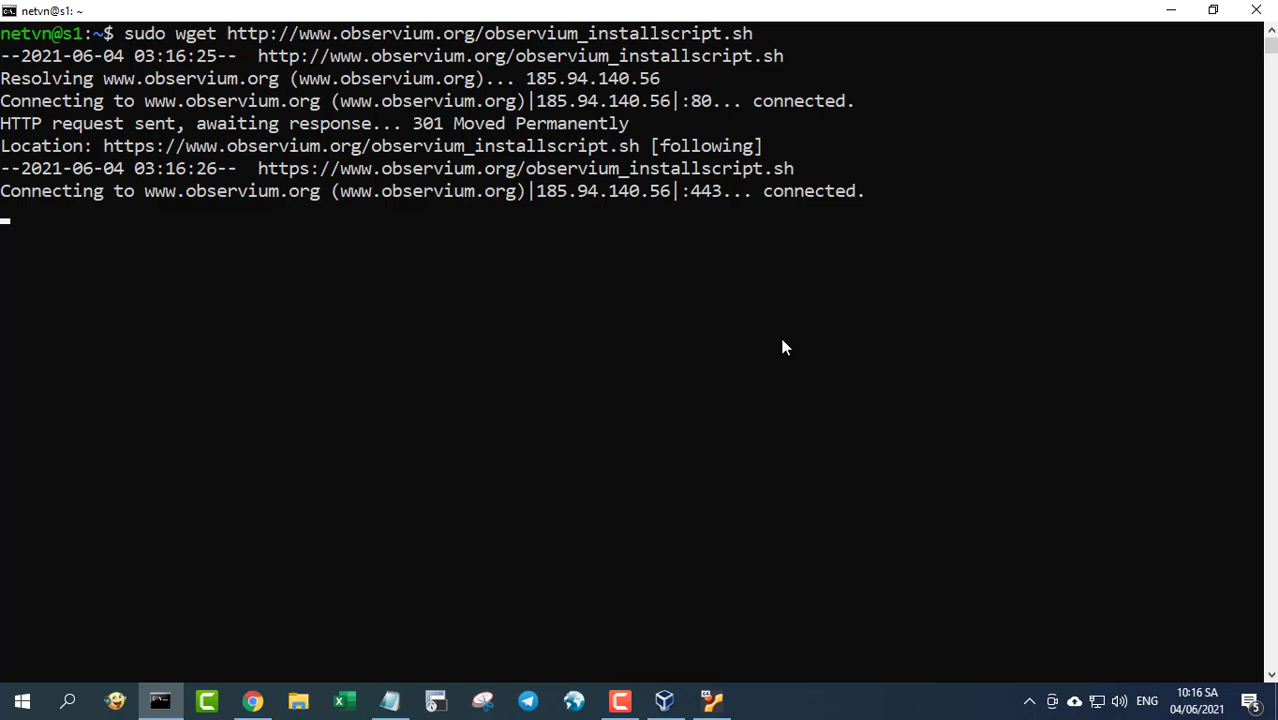 netvn@s1: ~
netvn@s1:~$ sudo wget http://www.observium.org/observium_installscript.sh
--2021-06-04 03:16:25--  http://www.observium.org/observium_installscript.sh
Resolving www.observium.org (www.observium.org)... 185.94.140.56
Connecting to www.observium.org (www.observium.org)|185.94.140.56|:80... connected.
HTTP request sent, awaiting response... 301 Moved Permanently
Location: https://www.observium.org/observium_installscript.sh [following]
--2021-06-04 03:16:26--  https://www.observium.org/observium_installscript.sh
Connecting to www.observium.org (www.observium.org)|185.94.140.56|:443... connected.
ENG
10:16 SA
04/06/2021
5